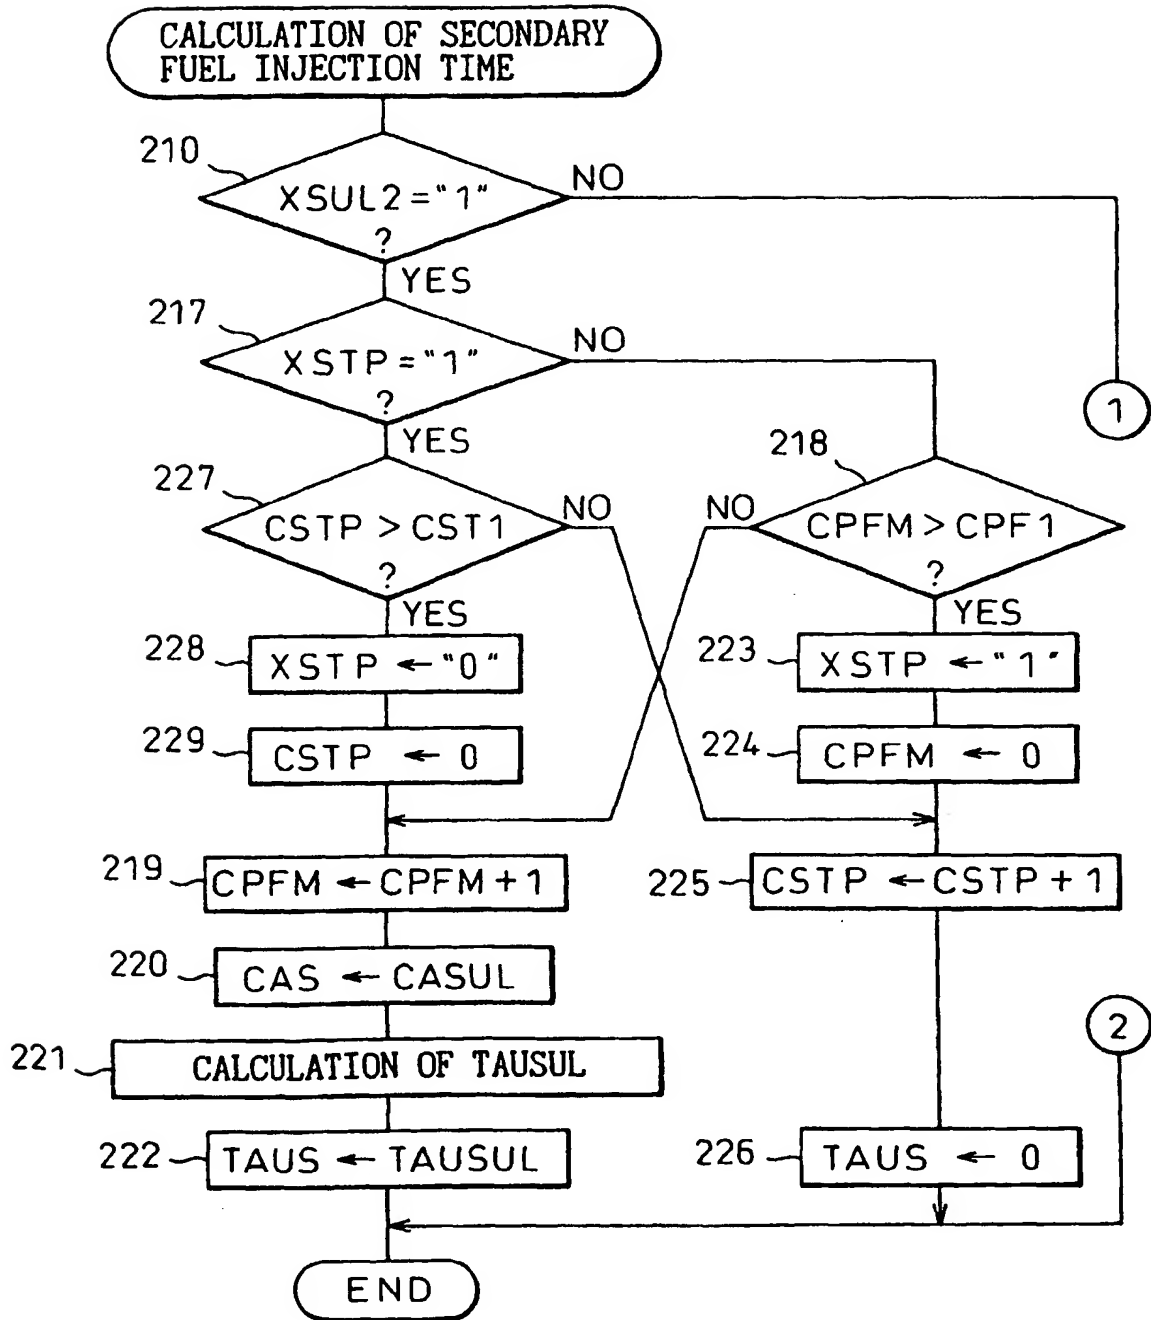 CALCULATION OF SECONDARY
FUEL INJECTION TIME
210
XSUL2="1"
?
NO
YES
217
XSTP="1"
?
NO
YES
1
227
CSTP > CST1
?
NO
YES
218
CPFM > CPF1
?
NO
YES
228
XSTP ← "0"
223
XSTP ← "1"
229
CSTP ← 0
224
CPFM ← 0
219
CPFM ← CPFM+1
225
CSTP ← CSTP+1
220
CAS ← CASUL
2
221
CALCULATION OF TAUSUL
222
TAUS ← TAUSUL
226
TAUS ← 0
END